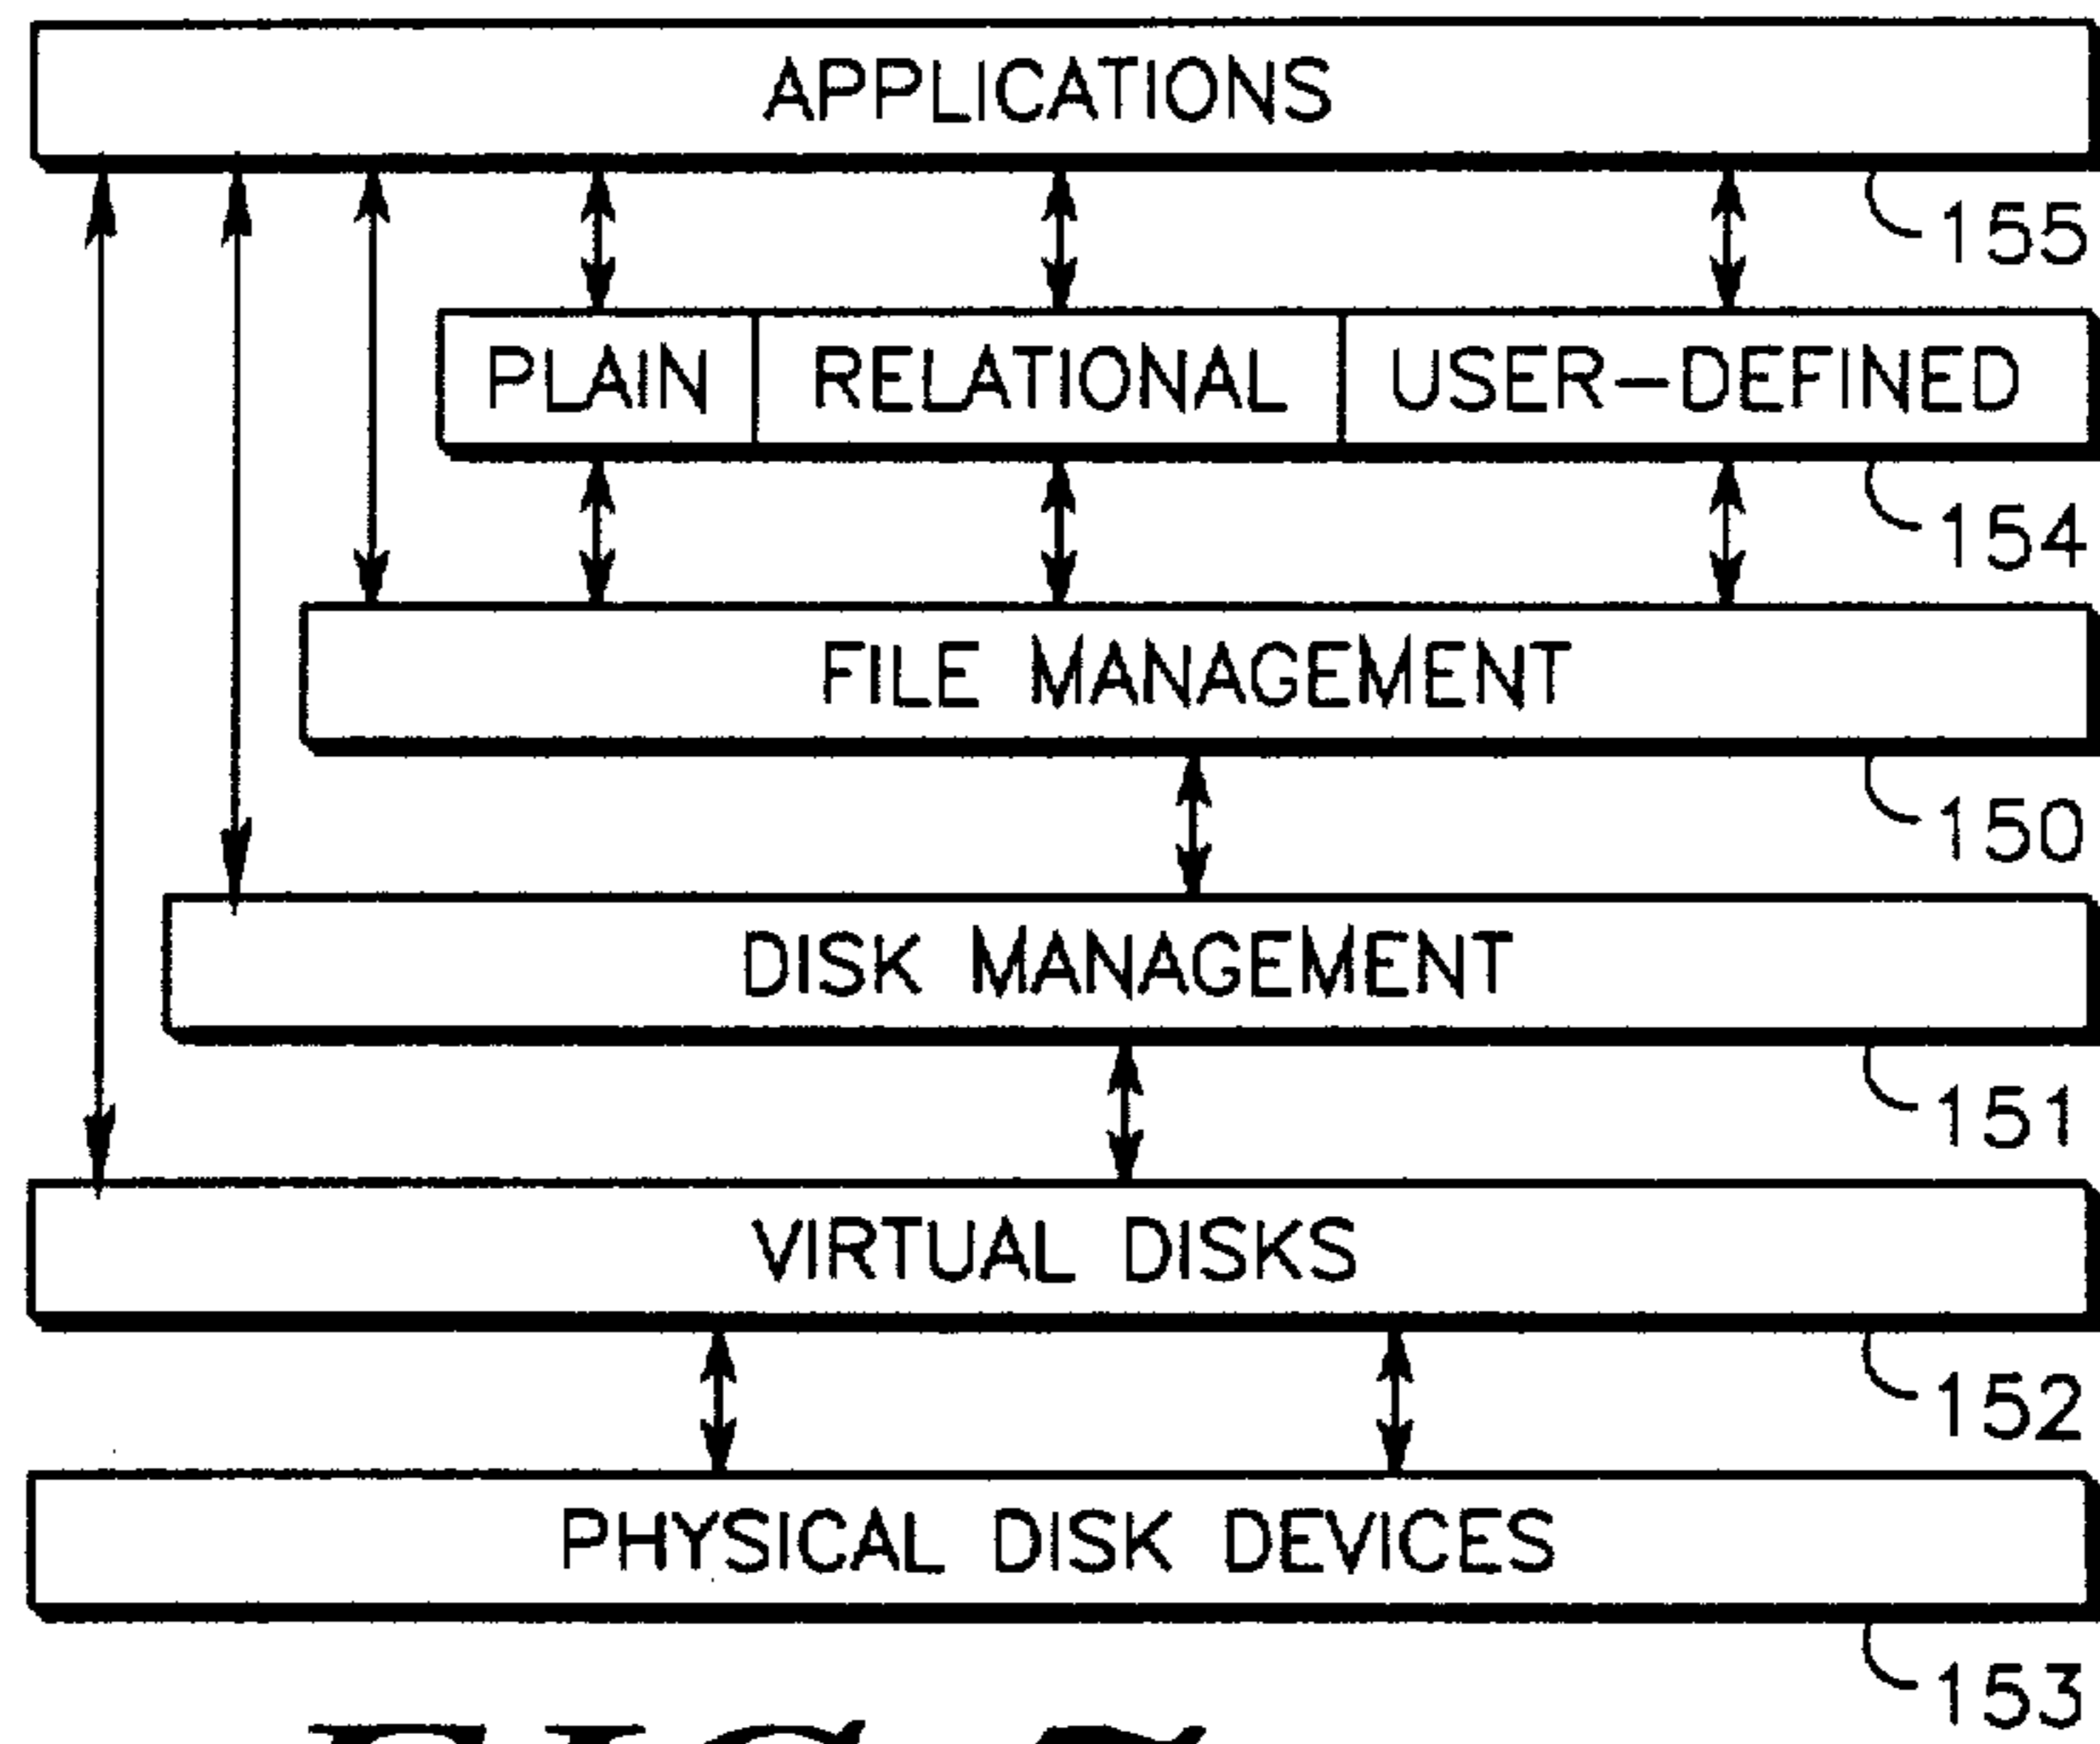 APPLICATIONS
155
PLAIN RELATIONAL USER-DEFINED
154
FILE MANAGEMENT
150
DISK MANAGEMENT
151
VIRTUAL DISKS
152
PHYSICAL DISK DEVICES
153